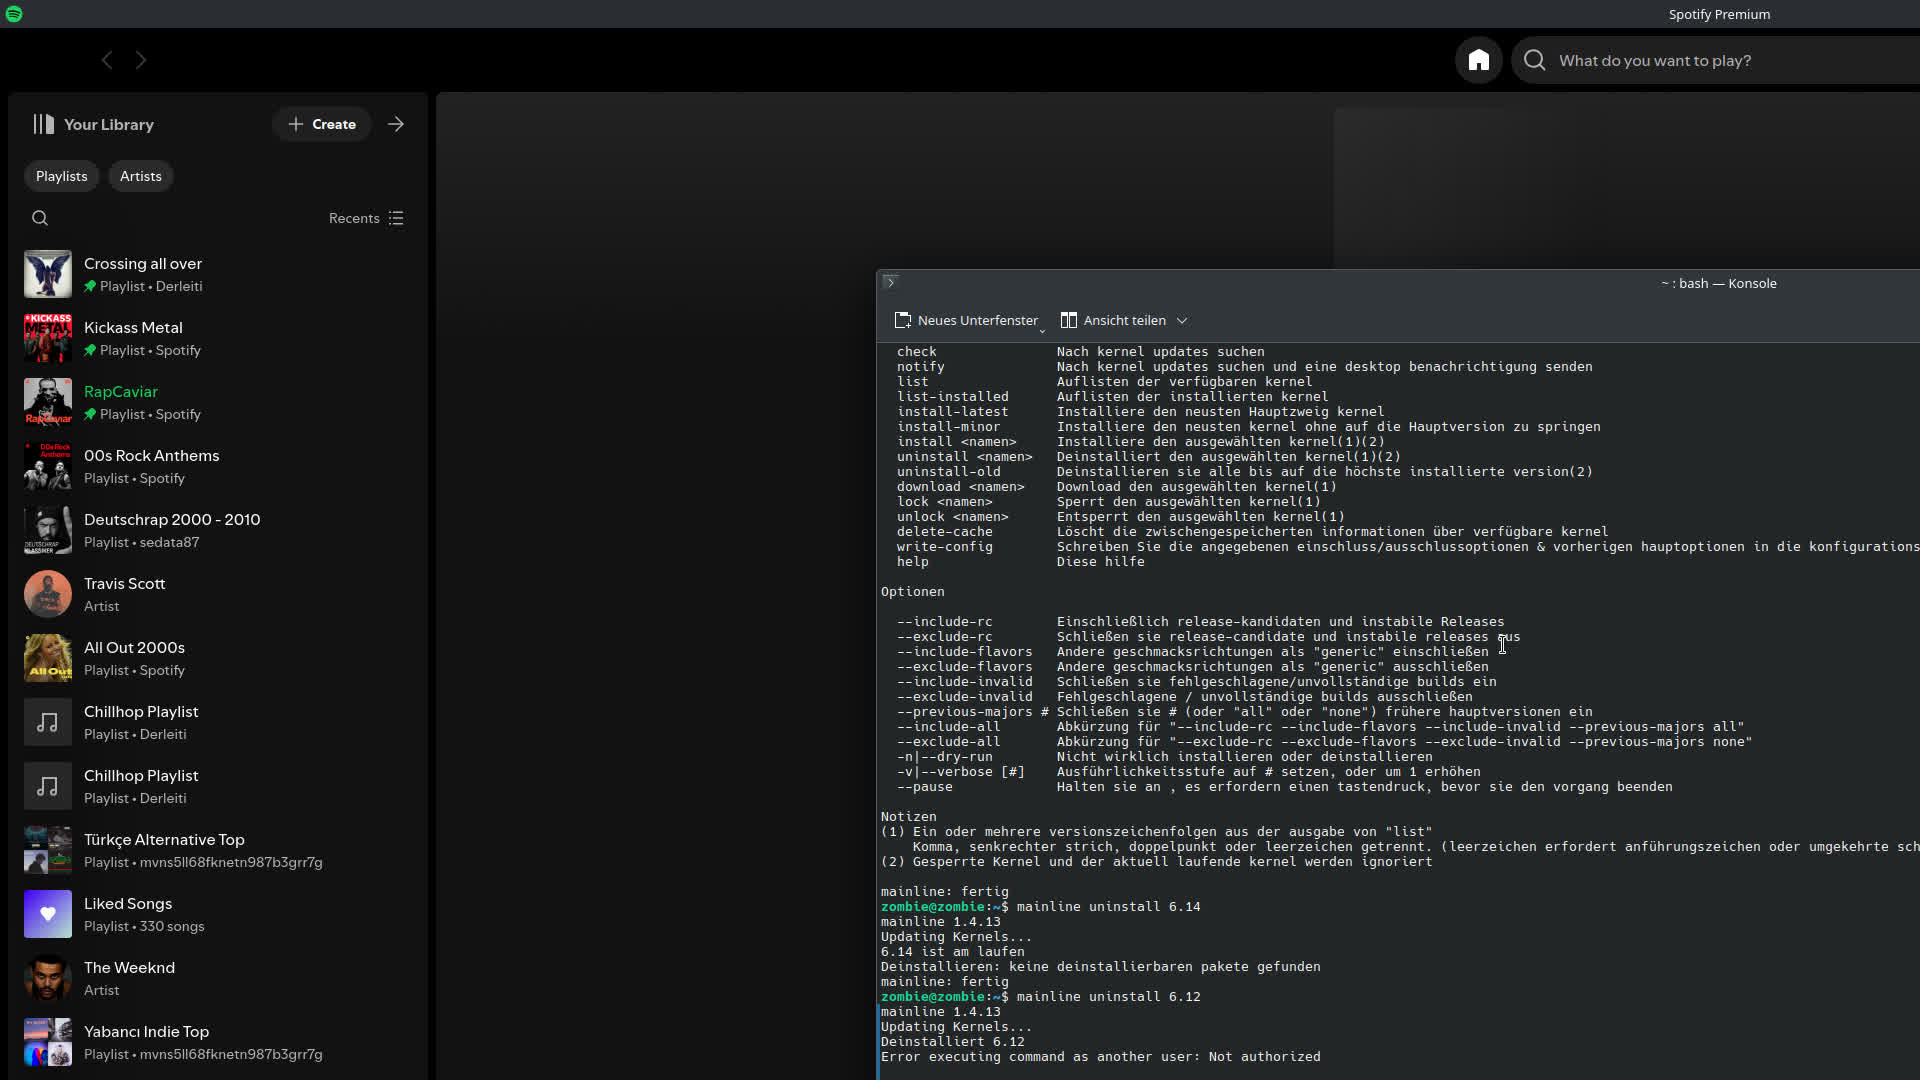 Spotify Premium
What do you want to play?
Your Library
Create
Playlists
Artists
Recents
Crossing all over
Playlist • Derleiti
Kickass Metal
Playlist • Spotify
RapCaviar
Playlist • Spotify
00s Rock Anthems
Playlist • Spotify
Deutschrap 2000 - 2010
Playlist • sedata87
Travis Scott
Artist
All Out 2000s
Playlist • Spotify
Chillhop Playlist
Playlist • Derleiti
Chillhop Playlist
Playlist • Derleiti
Türkçe Alternative Top
Playlist • mvns5ll68fknetn987b3grr7g
Liked Songs
Playlist • 330 songs
The Weeknd
Artist
Yabancı Indie Top
Playlist • mvns5ll68fknetn987b3grr7g
~ : bash — Konsole
Neues Unterfenster
Ansicht teilen
check Nach kernel updates suchen
notify Nach kernel updates suchen und eine desktop benachrichtigung senden
list Auflisten der verfügbaren kernel
list-installed Auflisten der installierten kernel
install-latest Installiere den neusten Hauptzweig kernel
install-minor Installiere den neusten kernel ohne auf die Hauptversion zu springen
install <namen> Installiere den ausgewählten kernel(1)(2)
uninstall <namen> Deinstalliert den ausgewählten kernel(1)(2)
uninstall-old Deinstallieren sie alle bis auf die höchste installierte version(2)
download <namen> Download den ausgewählten kernel(1)
lock <namen> Sperrt den ausgewählten kernel(1)
unlock <namen> Entsperrt den ausgewählten kernel(1)
delete-cache Löscht die zwischengespeicherten informationen über verfügbare kernel
write-config Schreiben Sie die angegebenen einschluss/ausschlussoptionen & vorherigen hauptoptionen in die konfigurations
help Diese hilfe
Optionen
--include-rc Einschließlich release-kandidaten und instabile Releases
--exclude-rc Schließen sie release-candidate und instabile releases aus
--include-flavors Andere geschmacksrichtungen als "generic" einschließen
--exclude-flavors Andere geschmacksrichtungen als "generic" ausschließen
--include-invalid Schließen sie fehlgeschlagene/unvollständige builds ein
--exclude-invalid Fehlgeschlagene / unvollständige builds ausschließen
--previous-majors # Schließen sie # (oder "all" oder "none") frühere hauptversionen ein
--include-all Abkürzung für "--include-rc --include-flavors --include-invalid --previous-majors all"
--exclude-all Abkürzung für "--exclude-rc --exclude-flavors --exclude-invalid --previous-majors none"
-n|--dry-run Nicht wirklich installieren oder deinstallieren
-v|--verbose [#] Ausführlichkeitsstufe auf # setzen, oder um 1 erhöhen
--pause Halten sie an , es erfordern einen tastendruck, bevor sie den vorgang beenden
Notizen
(1) Ein oder mehrere versionszeichenfolgen aus der ausgabe von "list"
Komma, senkrechter strich, doppelpunkt oder leerzeichen getrennt. (leerzeichen erfordert anführungszeichen oder umgekehrte sch
(2) Gesperrte Kernel und der aktuell laufende kernel werden ignoriert
mainline: fertig
zombie@zombie:~$ mainline uninstall 6.14
mainline 1.4.13
Updating Kernels...
6.14 ist am laufen
Deinstallieren: keine deinstallierbaren pakete gefunden
mainline: fertig
zombie@zombie:~$ mainline uninstall 6.12
mainline 1.4.13
Updating Kernels...
Deinstalliert 6.12
Error executing command as another user: Not authorized